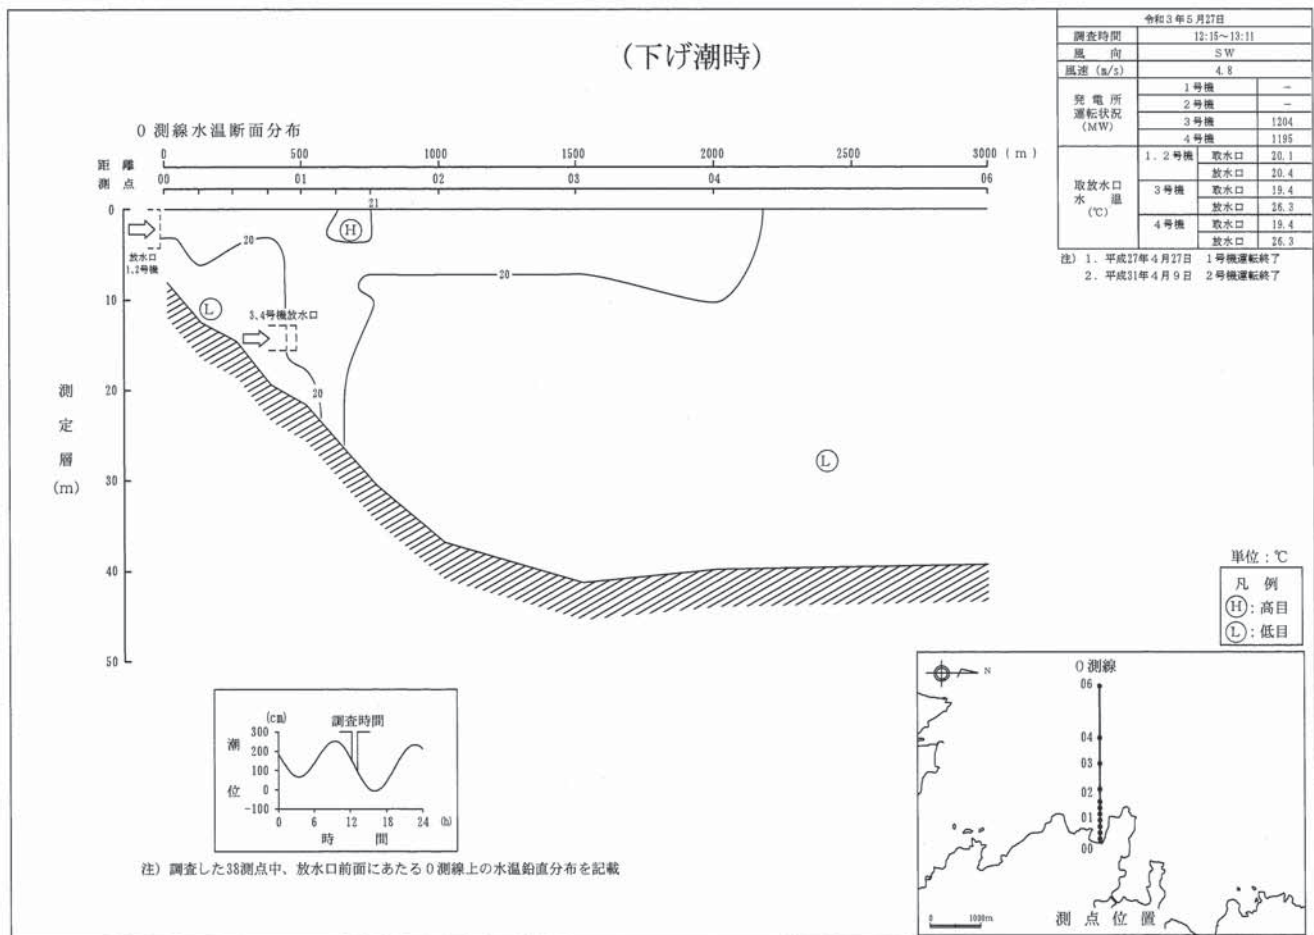 (下げ潮時)
令和3年5月27日
調査時間 12:15～13:11
風 向 SW
風速 (m/s) 4.8
発電所運転状況(MW) 1号機 －
2号機 －
3号機 1204
4号機 1195
取放水口水温(℃) 1.2号機 取水口 20.1
放水口 20.4
3号機 取水口 19.4
放水口 26.3
4号機 取水口 19.4
放水口 26.3
注) 1. 平成27年4月27日 1号機運転終了
2. 平成31年4月9日 2号機運転終了
0測線水温断面分布
距離 0 500 1000 1500 2000 2500 3000 (m)
測点 00 01 02 03 04 06
21
0
H
20
20
放水口
1,2号機
10
L
3,4号機放水口
20
20
測定層(m)
30
L
40
50
単位:℃
凡 例
H:高目
L:低目
(cm)
調査時間
潮位
300
200
100
0
-100
0 6 12 18 24 (h)
時 間
注) 調査した38測点中、放水口前面にあたる0測線上の水温鉛直分布を記載
N
0測線
06
04
03
02
01
00
0 1000m
測点位置